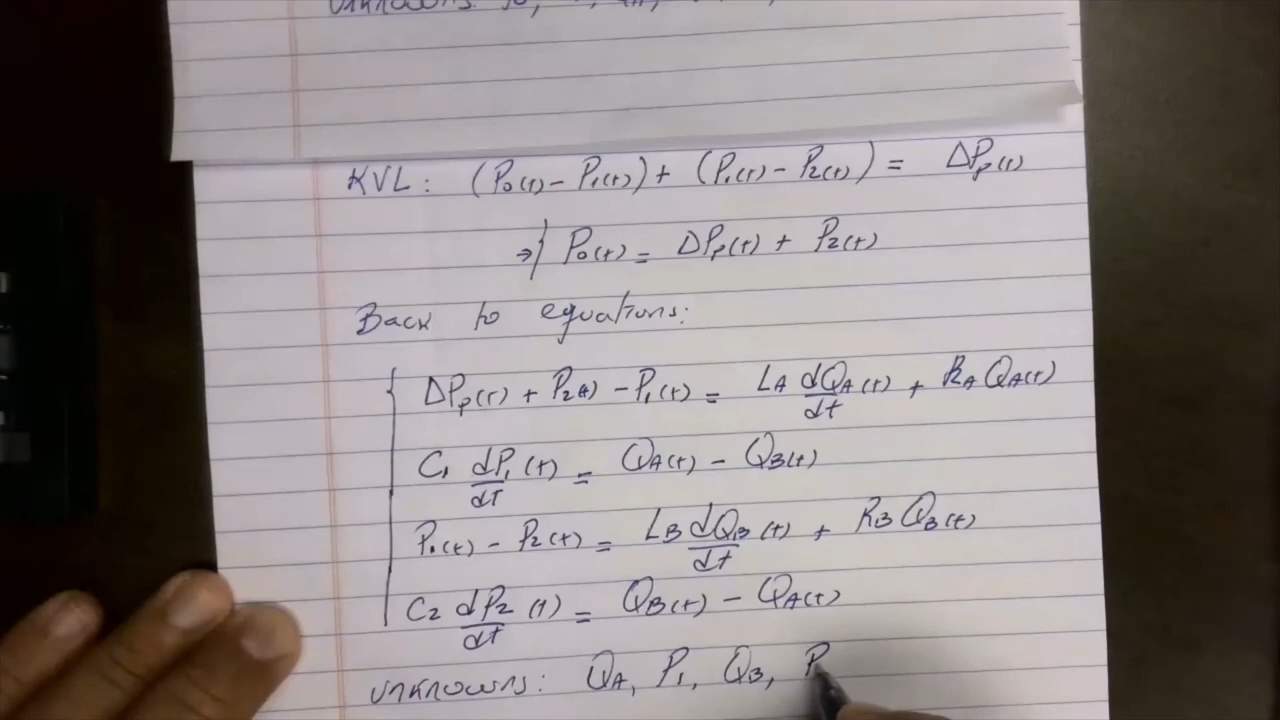 KVL: (P0(t) - P1(t)) + (P1(t) - P2(t)) = ΔPp(t)
⇒ } P0(t) = ΔPp(t) + P2(t)
Back to equations:
{ ΔPp(t) + P2(t) - P1(t) = LA dQA(t)/dt + RA QA(t)
C1 dP1(t)/dt = QA(t) - QB(t)
P1(t) - P2(t) = LB dQB(t)/dt + RB QB(t)
C2 dP2(t)/dt = QB(t) - QA(t)
unknowns: QA, P1, QB, P